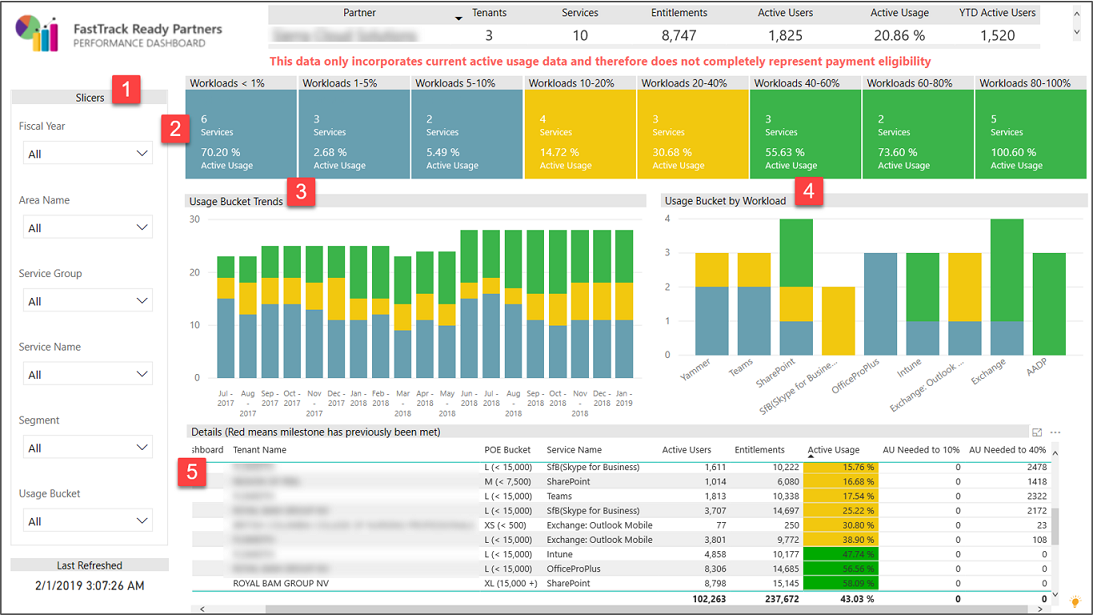 FastTrack Ready Partners
PERFORMANCE DASHBOARD
Partner Tenants Services Entitlements Active Users Active Usage YTD Active Users
3 10 8,747 1,825 20.86 % 1,520
This data only incorporates current active usage data and therefore does not completely represent payment eligibility
1
Slicers
Fiscal Year
All
Area Name
All
Service Group
All
Service Name
All
Segment
All
Usage Bucket
All
Last Refreshed
2/1/2019 3:07:26 AM
2
Workloads < 1% Workloads 1-5% Workloads 5-10% Workloads 10-20% Workloads 20-40% Workloads 40-60% Workloads 60-80% Workloads 80-100%
6 3 2 4 3 3 2 5
Services Services Services Services Services Services Services Services
70.20 % 2.68 % 5.49 % 14.72 % 30.68 % 55.63 % 73.60 % 100.60 %
Active Usage Active Usage Active Usage Active Usage Active Usage Active Usage Active Usage Active Usage
3
Usage Bucket Trends
30
20
10
0
Jul - Aug Sep - Oct - Nov Dec - Jan - Feb - Mar Apr - May Jun - Jul - Aug Sep - Oct - Nov Dec - Jan -
2017 - 2017 2017 - 2017 2018 2018 - 2018 - 2018 2018 - 2018 2018 - 2018 2019
2017 2017 2018 2018 2018 2018
4
Usage Bucket by Workload
4
3
2
1
0
Yammer Teams SharePoint SfB(Skype for Busine... OfficeProPlus Intune Exchange: Outlook ... Exchange AADP
5
Details (Red means milestone has previously been met)
shboard Tenant Name POE Bucket Service Name Active Users Entitlements Active Usage AU Needed to 10% AU Needed to 40%
L (< 15,000) SfB(Skype for Business) 1,611 10,222 15.76 % 0 2478
M (< 7,500) SharePoint 1,014 6,080 16.68 % 0 1418
L (< 15,000) Teams 1,813 10,338 17.54 % 0 2322
L (< 15,000) SfB(Skype for Business) 3,707 14,697 25.22 % 0 2172
XS (< 500) Exchange: Outlook Mobile 77 250 30.80 % 0 23
L (< 15,000) Exchange: Outlook Mobile 3,801 9,772 38.90 % 0 108
L (< 15,000) Intune 4,858 10,177 47.74 % 0 0
L (< 15,000) OfficeProPlus 8,306 14,685 56.56 % 0 0
ROYAL BAM GROUP NV XL (15,000 +) SharePoint 8,798 15,145 58.09 % 0 0
102,263 237,672 43.03 % 0 0